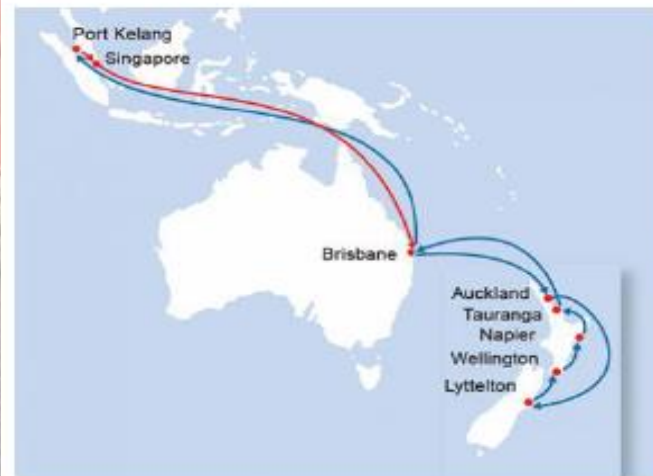 Port Kelang
Singapore
Brisbane
Auckland
Tauranga
Napier
Wellington
Lyttelton